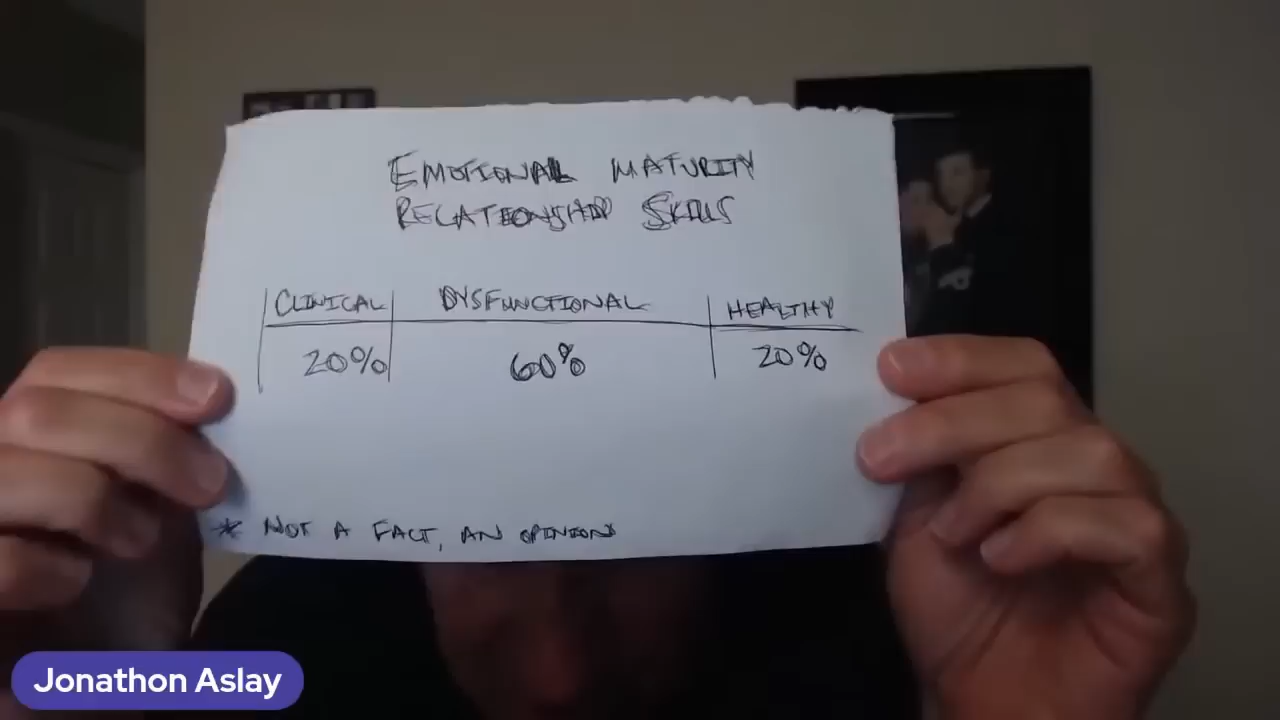 EMOTIONAL MATURITY
RELATIONSHIP SKILLS
CLINICAL DYSFUNCTIONAL HEALTHY
20% 60% 20%
* NOT A FACT, AN OPINION
Jonathon Aslay